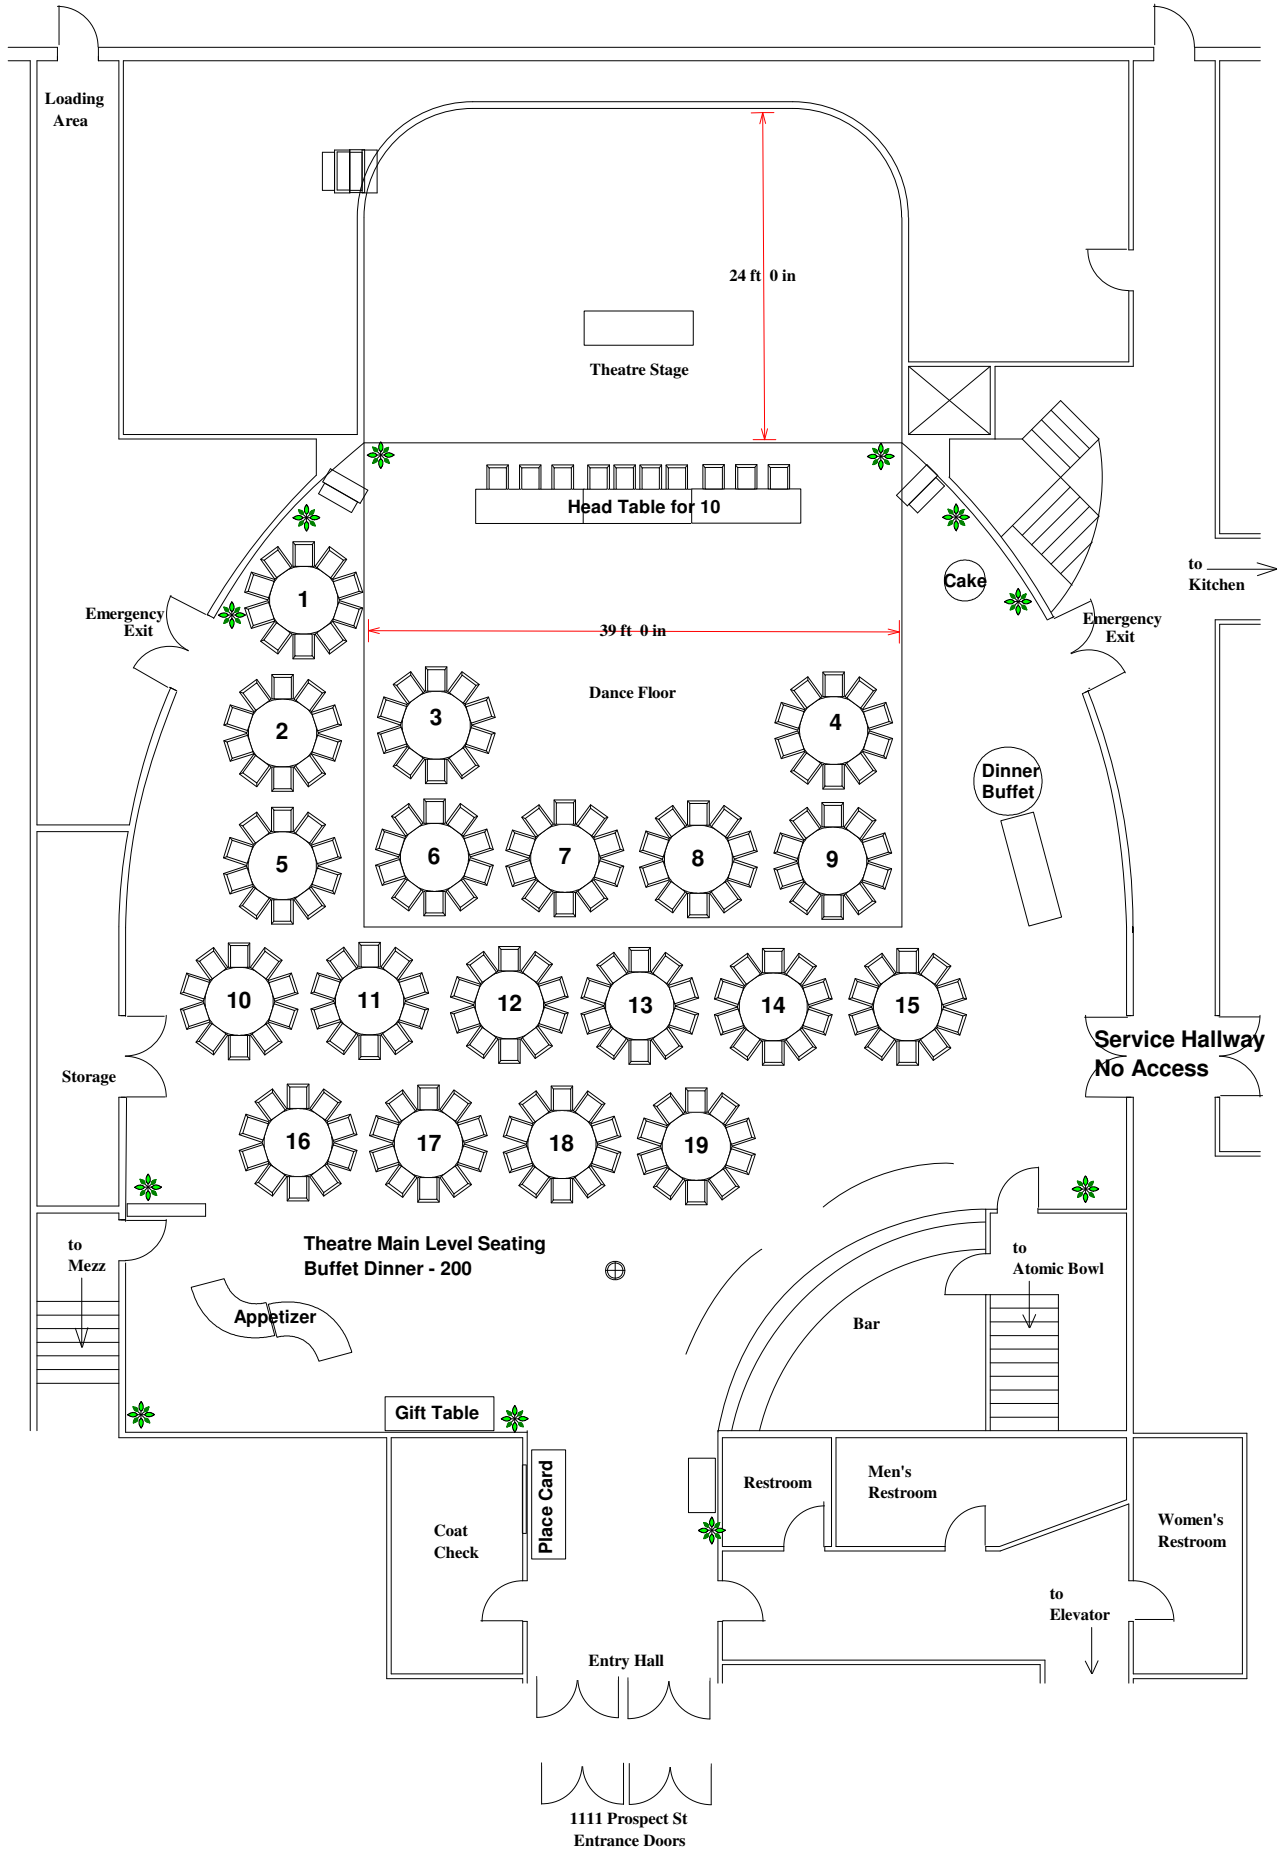 Loading
Area
24 ft  0 in
Theatre Stage
Head Table for 10
1
Cake
to
Kitchen
Emergency
Exit
39 ft  0 in
Emergency
Exit
Dance Floor
2
3
4
Dinner
Buffet
5
6
7
8
9
10
11
12
13
14
15
Service Hallway
No Access
Storage
16
17
18
19
to
Mezz
Theatre Main Level Seating
Buffet Dinner - 200
to
Atomic Bowl
Appetizer
Bar
Gift Table
Place Card
Coat
Check
Restroom
Men's
Restroom
Women's
Restroom
to
Elevator
Entry Hall
1111 Prospect St
Entrance Doors